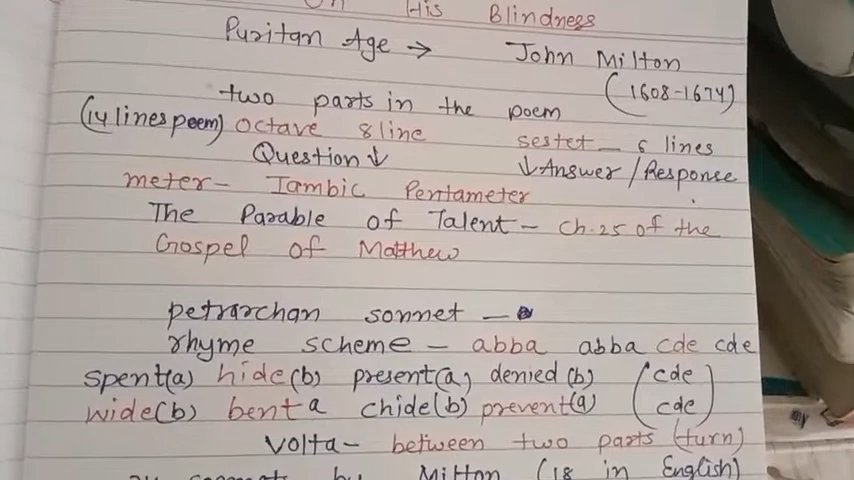 On His Blindness
Puritan Age → John Milton
(1608-1674)
two parts in the poem
(14 lines poem) octave 8 line sestet - 6 lines
Question ↓ ↓ Answer / Response
meter - Iambic Pentameter
The Parable of Talent - Ch. 25 of the
Gospel of Matthew
petrarchan sonnet -
rhyme scheme - abba abba cde cde
spent(a) hide(b) present(a) denied(b) (cde
wide(b) bent a chide(b) prevent(a) cde)
Volta - between two parts (turn)
sonnets by Milton (18 in English)